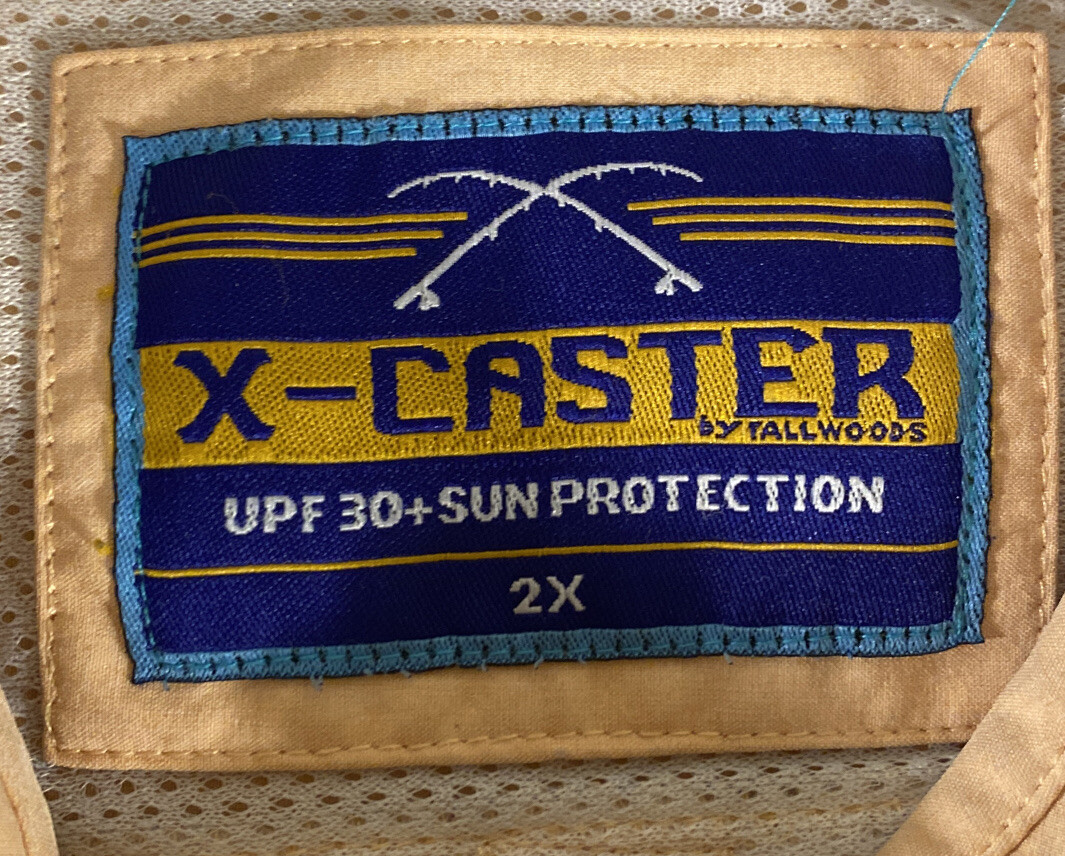 X-CASTER
BY TALLWOODS
UPF 30+ SUN PROTECTION
2X